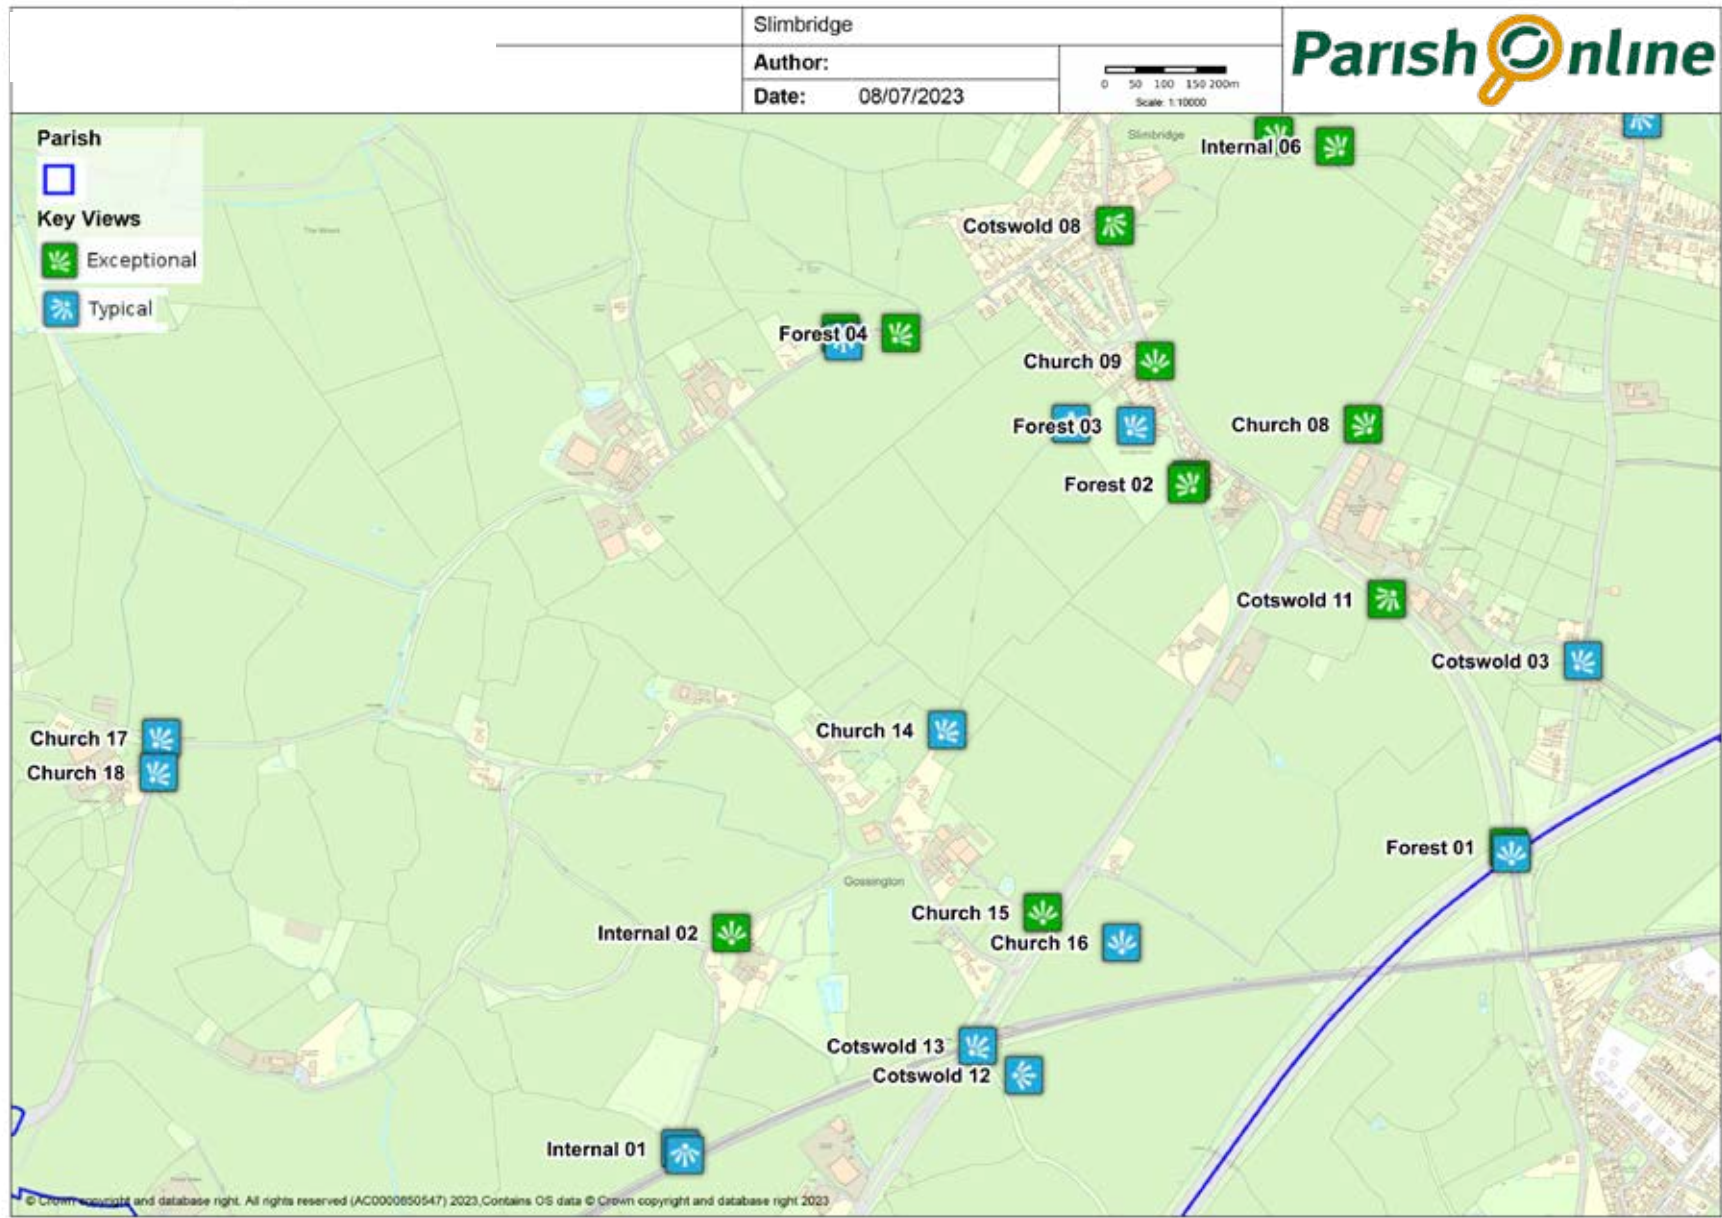 Slimbridge
Author:
Date: 08/07/2023
0 50 100 150 200m
Scale: 1:10000
Parish Online
Parish
Key Views
Exceptional
Typical
Slimbridge
Internal 06
Cotswold 08
Forest 04
Church 09
Forest 03
Church 08
Forest 02
Cotswold 11
Cotswold 03
Church 14
Church 17
Church 18
Forest 01
Gossington
Church 15
Internal 02
Church 16
Cotswold 13
Cotswold 12
Internal 01
© Crown copyright and database right. All rights reserved (AC0000850547) 2023,Contains OS data © Crown copyright and database right 2023